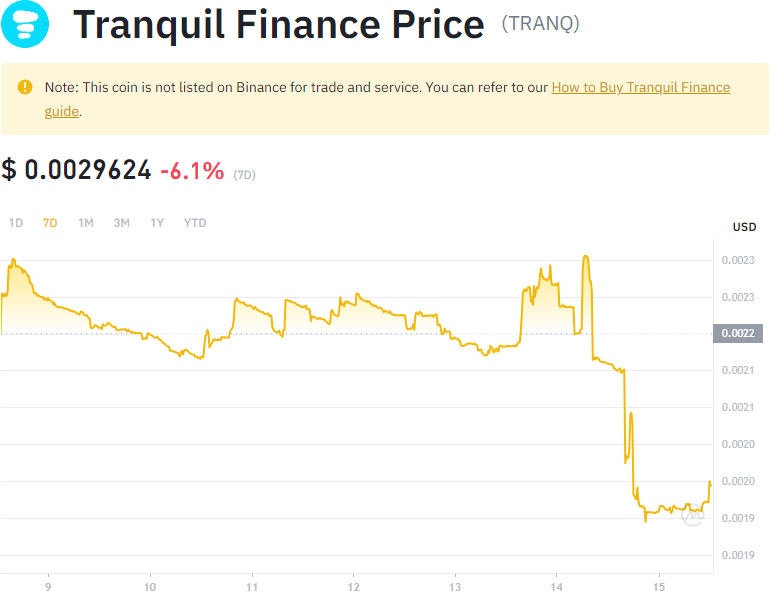 Tranquil Finance Price (TRANQ)
Note: This coin is not listed on Binance for trade and service. You can refer to our How to Buy Tranquil Finance
guide.
$ 0.0029624 -6.1% (7D)
1D 7D 1M 3M 1Y YTD
USD
0.0023
0.0023
0.0022
0.0021
0.0021
0.0020
0.0020
0.0019
0.0019
9 10 11 12 13 14 15